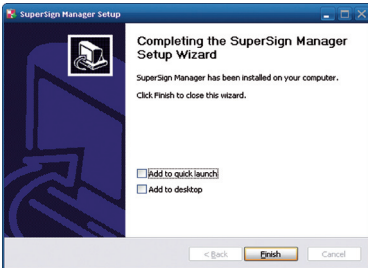 SuperSign Manager Setup
Completing the SuperSign Manager
Setup Wizard
SuperSign Manager has been installed on your computer.
Click Finish to close this wizard.
Add to quick launch
Add to desktop
< Back
Finish
Cancel